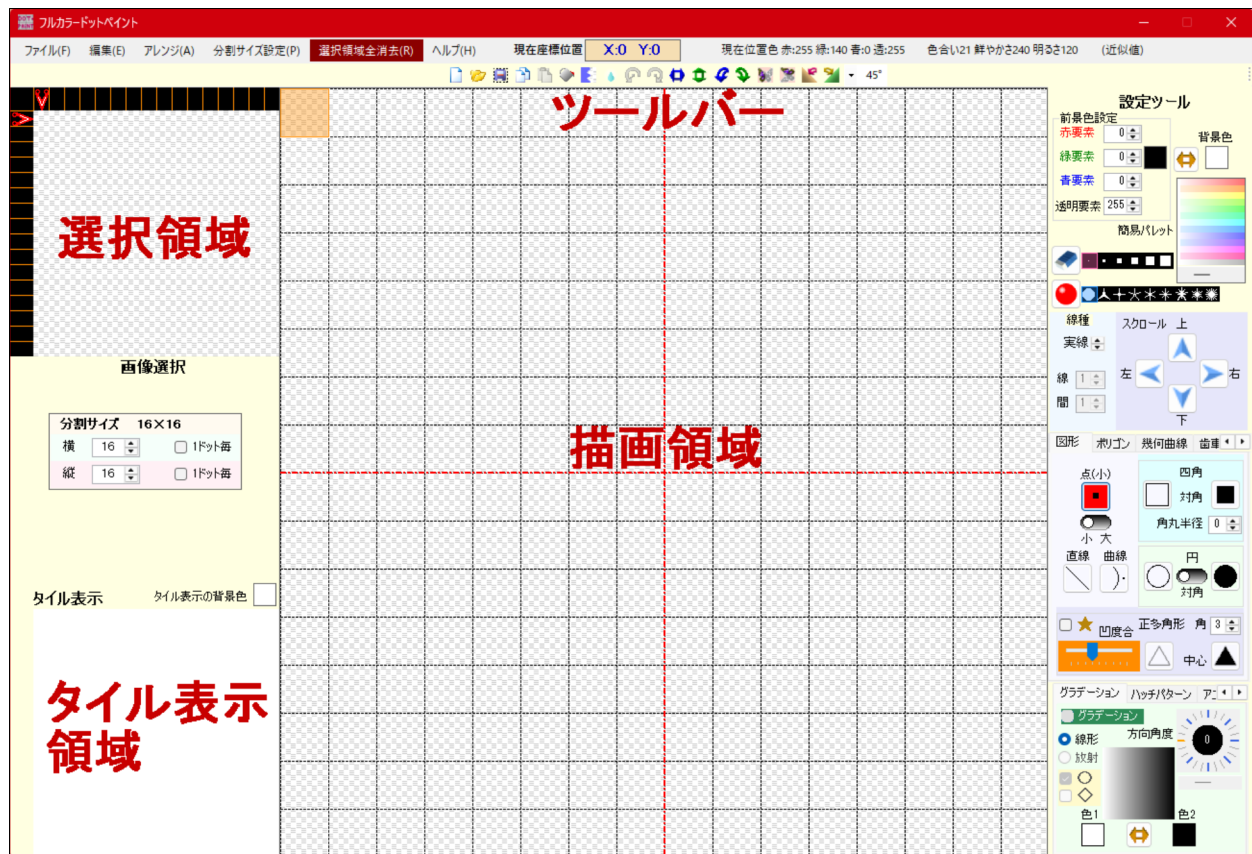 フルカラードットペイント
ファイル(F) 編集(E) アレンジ(A) 分割サイズ設定(P) 選択領域全消去(R) ヘルプ(H) 現在座標位置 X:0 Y:0 現在位置色 赤:255 緑:140 青:0 透:255 色合い21 鮮やかさ240 明るさ120 (近似値)
45°
ツールバー
選択領域
画像選択
分割サイズ 16×16
横 16 1ドット毎
縦 16 1ドット毎
タイル表示 タイル表示の背景色
タイル表示
領域
描画領域
設定ツール
前景色設定
赤要素 0
背景色
緑要素 0
青要素 0
透明要素 255
簡易パレット
線種
スクロール 上
実線
左 右
線 1
間 1
下
図形 ポリゴン 幾何曲線 歯車
点(小)
四角
対角
角丸半径 0
小 大
直線 曲線
円
対角
凹度合 正多角形 角 3
中心
グラデーション ハッチパターン
グラデーション
線形 方向角度 0
放射
色1 色2